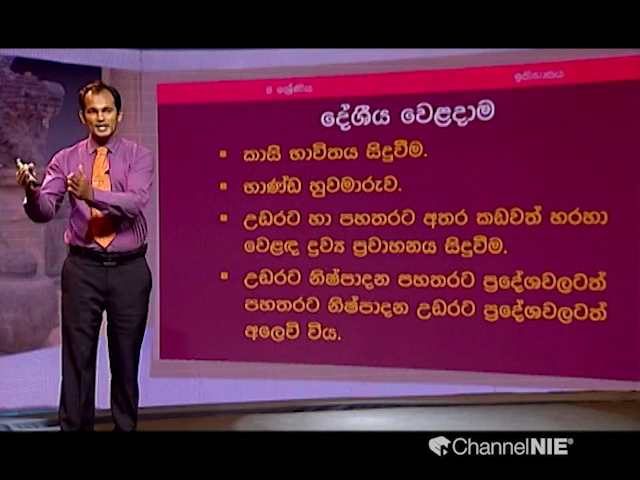 8 ශ්‍රේණිය
ඉතිහාසය
දේශීය වෙළදාම
▪ කාසි භාවිතය සිදුවීම.
▪ භාණ්ඩ හුවමාරුව.
▪ උඩරට හා පහතරට අතර කඩවත් හරහා
වෙළඳ ද්‍රව්‍ය ප්‍රවාහනය සිදුවීම.
▪ උඩරට නිෂ්පාදන පහතරට ප්‍රදේශවලටත්
පහතරට නිෂ්පාදන උඩරට ප්‍රදේශවලටත්
අලෙවි විය.
ChannelNIE